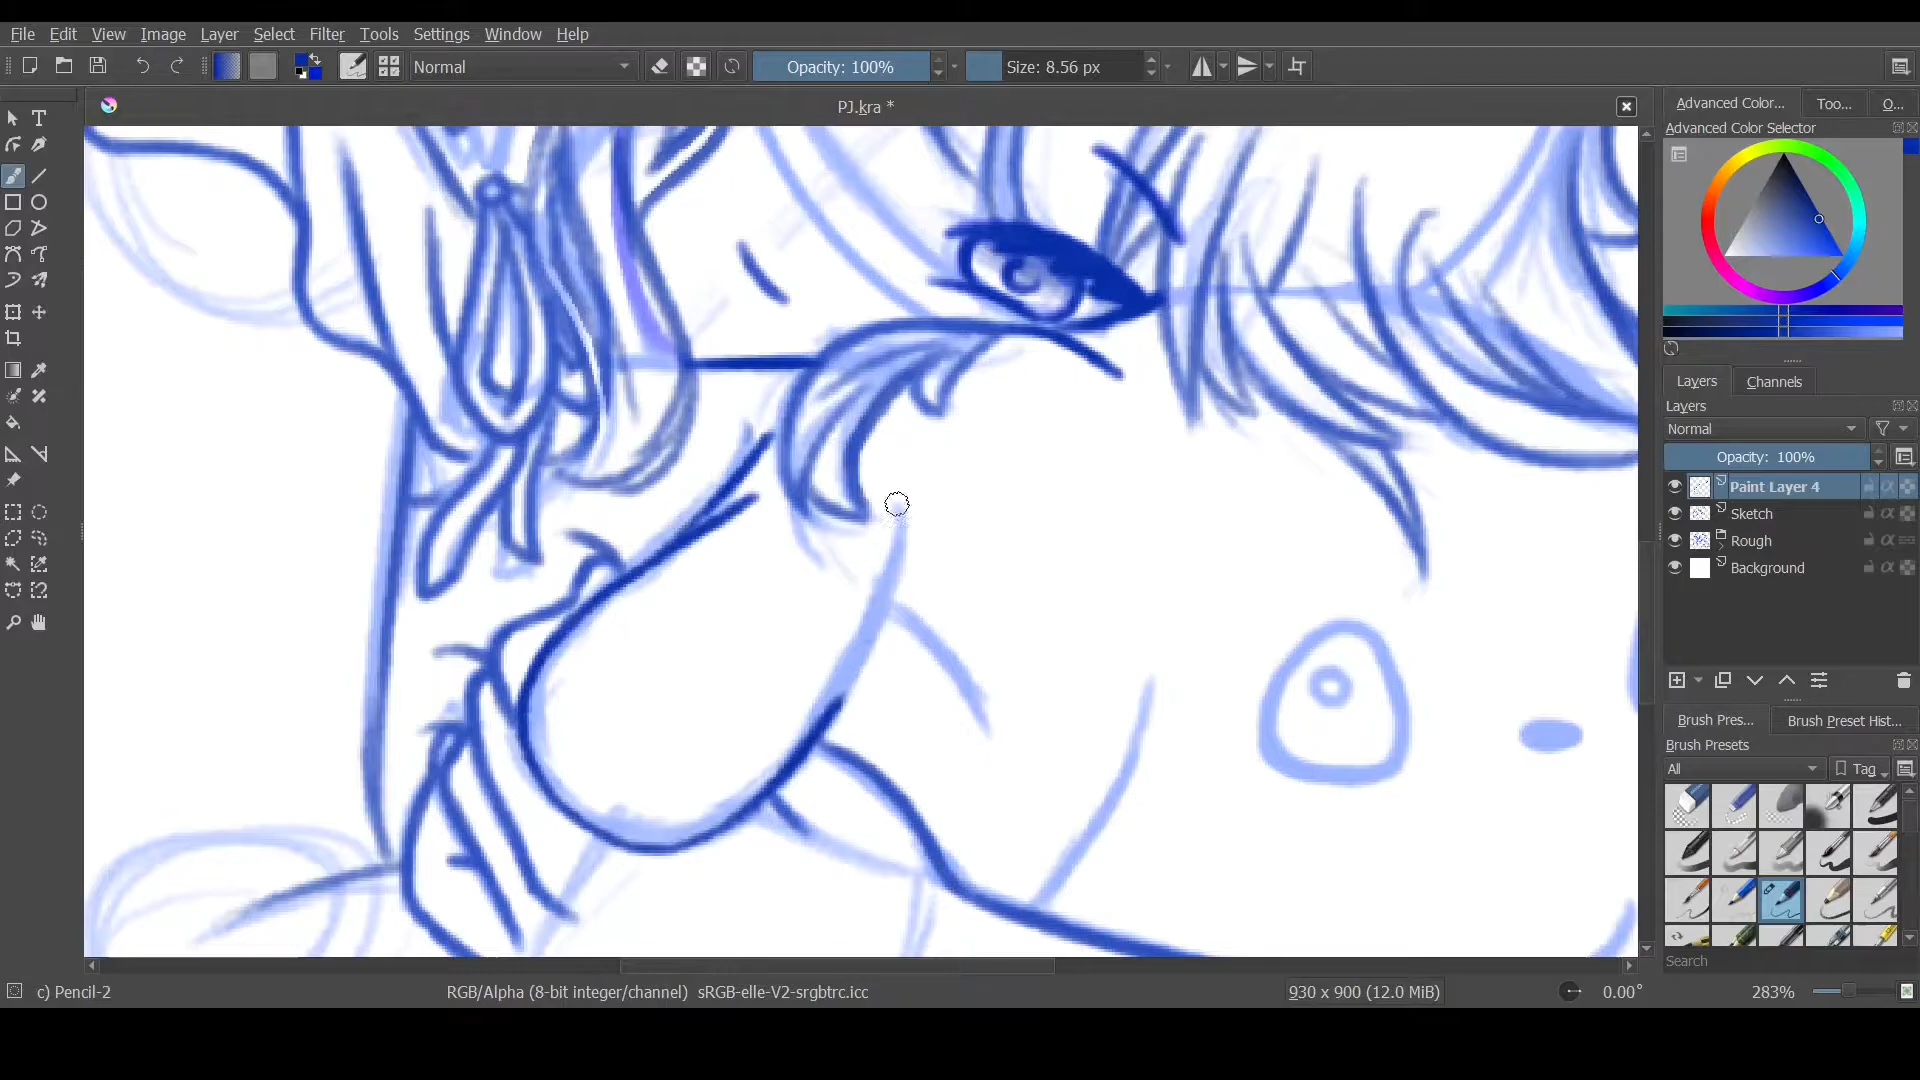 File Edit View Image Layer Select Filter Tools Settings Window Help
Normal Opacity: 100% Size: 8.56 px
PJ.kra *
Advanced Color... Too... O...
Advanced Color Selector
Layers Channels
Layers
Normal
Opacity: 100%
Paint Layer 4
Sketch
Rough
Background
Brush Pres... Brush Preset Hist...
Brush Presets
All Tag
Search
c) Pencil-2 RGB/Alpha (8-bit integer/channel) sRGB-elle-V2-srgbtrc.icc 930 x 900 (12.0 MiB) 0.00° 283%